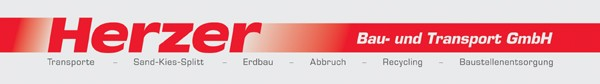 Herzer Bau- und Transport GmbH
Transporte – Sand-Kies-Splitt – Erdbau – Abbruch – Recycling – Baustellenentsorgung